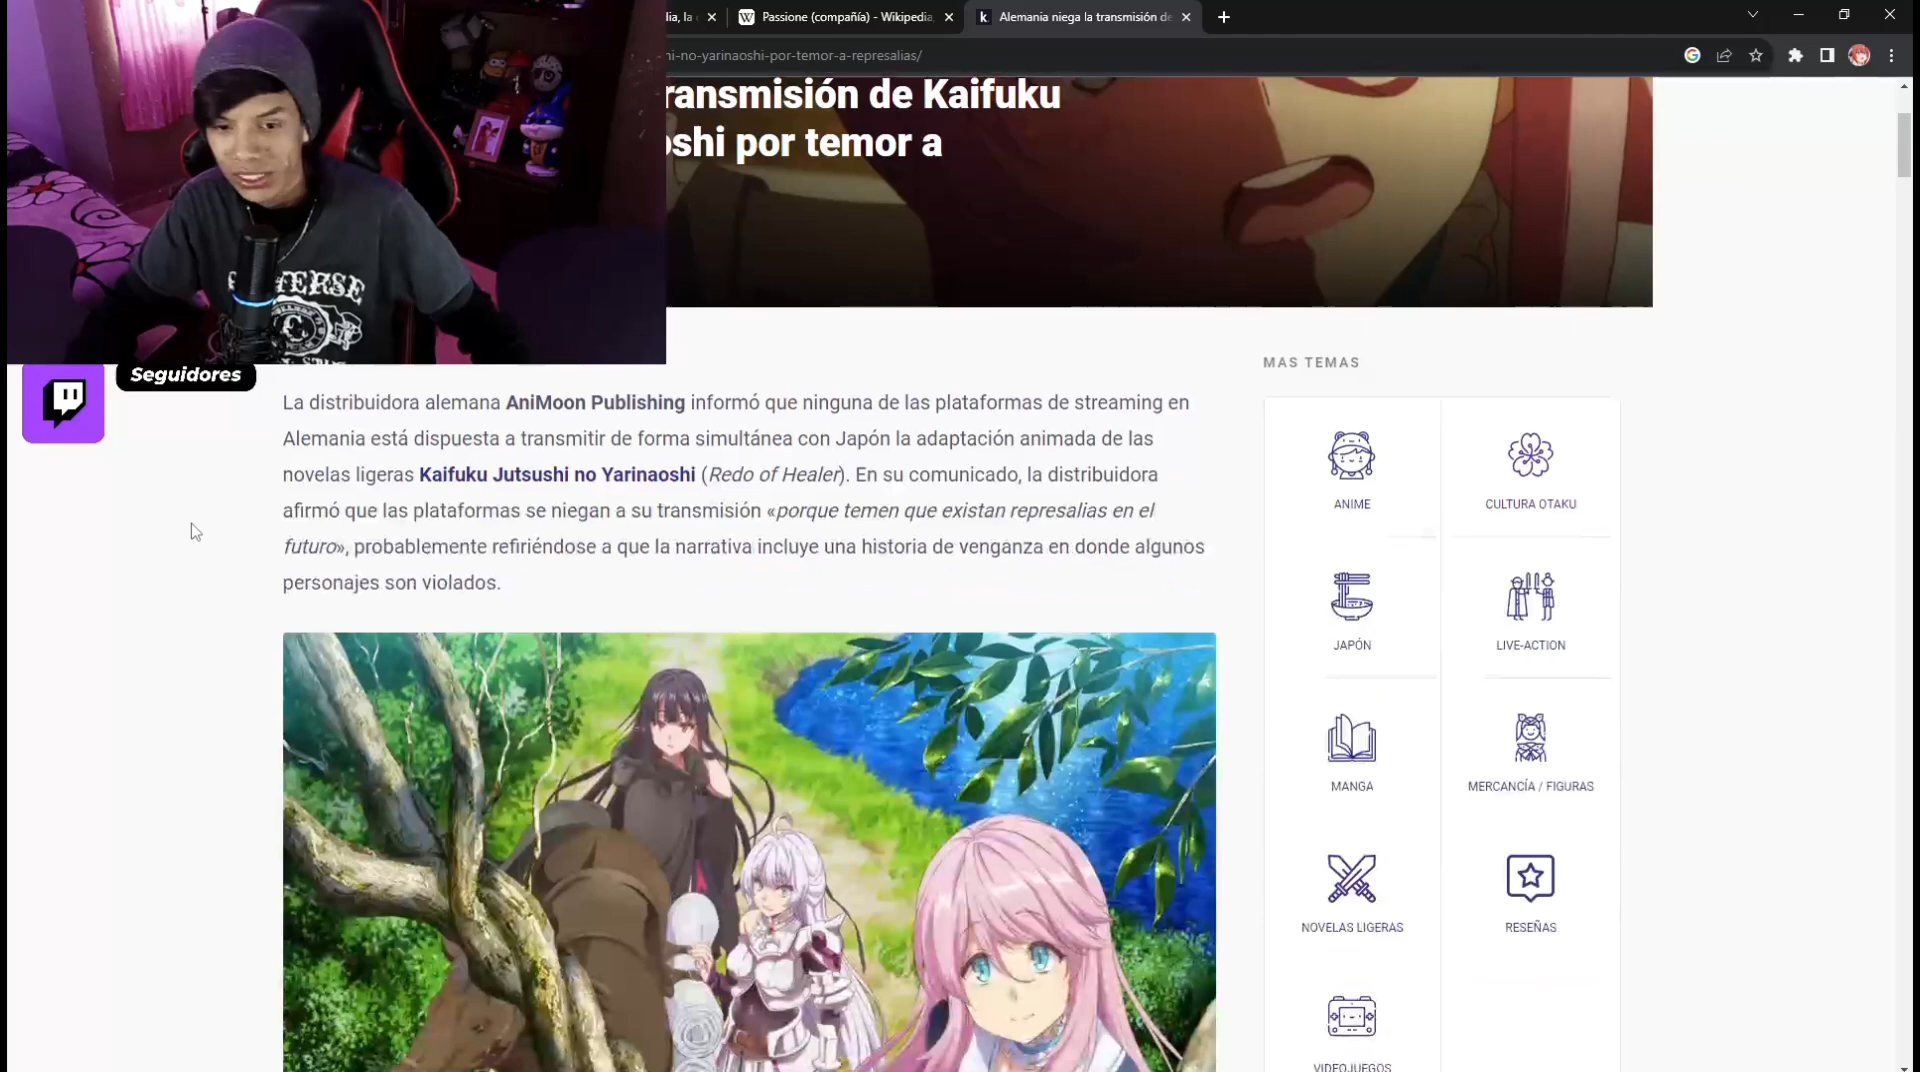 ia, la c
Passione (compañía) - Wikipedia,
Alemania niega la transmisión de
ni-no-yarinaoshi-por-temor-a-represalias/
ransmisión de Kaifuku
oshi por temor a
Seguidores
MAS TEMAS
La distribuidora alemana AniMoon Publishing informó que ninguna de las plataformas de streaming en
Alemania está dispuesta a transmitir de forma simultánea con Japón la adaptación animada de las
novelas ligeras Kaifuku Jutsushi no Yarinaoshi (Redo of Healer). En su comunicado, la distribuidora
afirmó que las plataformas se niegan a su transmisión «porque temen que existan represalias en el
futuro», probablemente refiriéndose a que la narrativa incluye una historia de venganza en donde algunos
personajes son violados.
ANIME
CULTURA OTAKU
JAPÓN
LIVE-ACTION
MANGA
MERCANCÍA / FIGURAS
NOVELAS LIGERAS
RESEÑAS
VIDEOJUEGOS